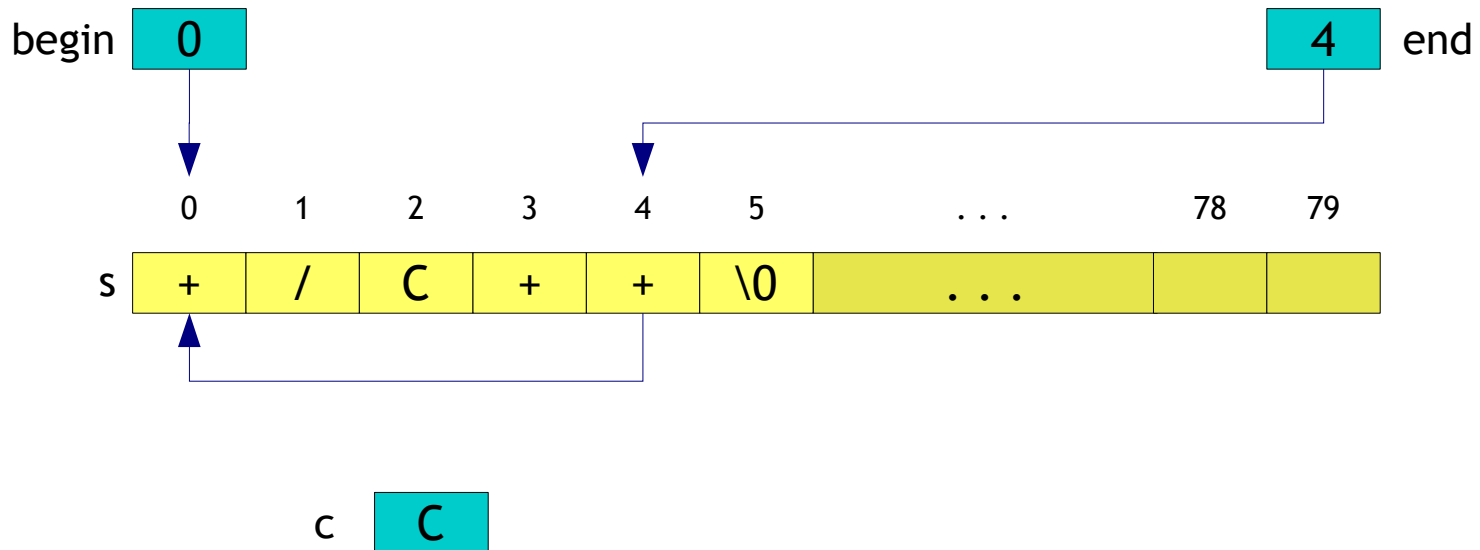 begin 0 4 end
0 1 2 3 4 5 . . . 78 79
s + / C + + \0 . . .
c C